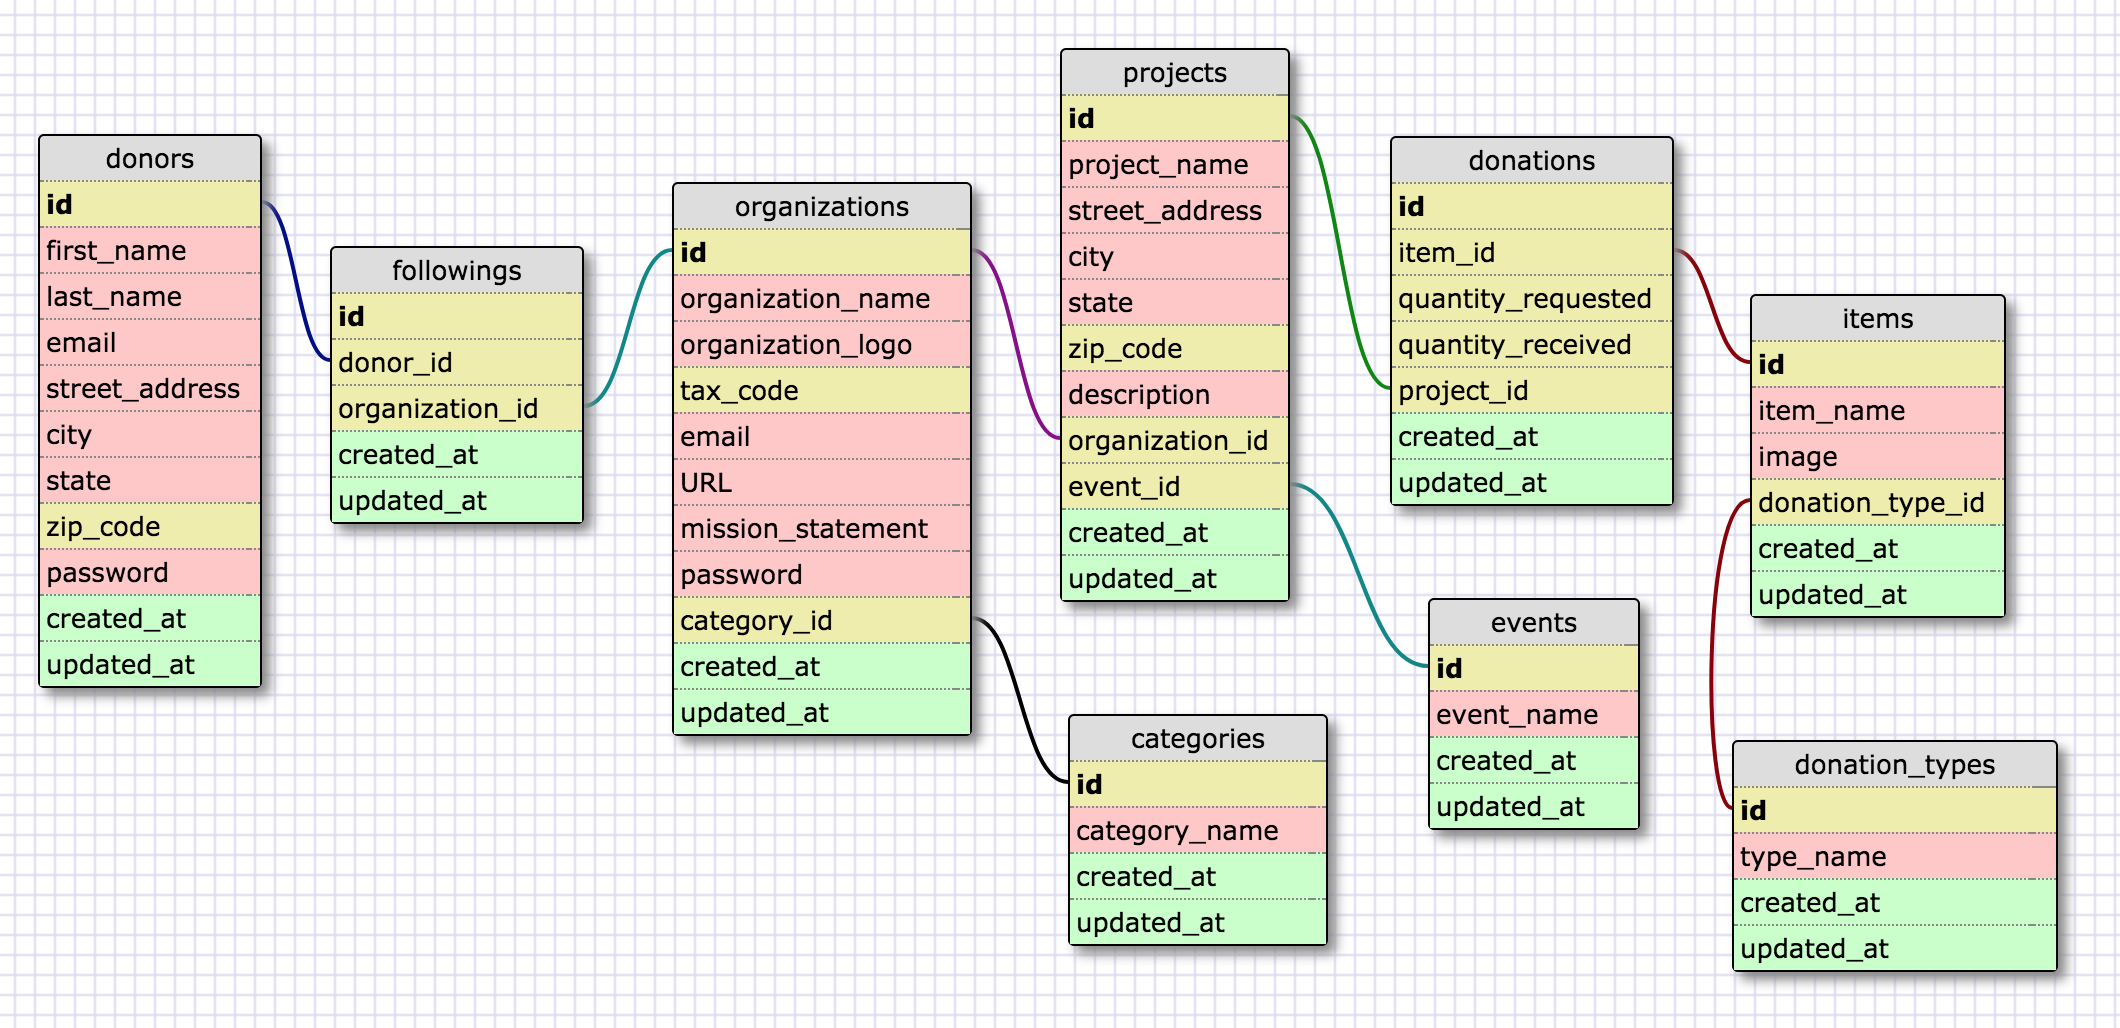 donors
id
first_name
last_name
email
street_address
city
state
zip_code
password
created_at
updated_at
followings
id
donor_id
organization_id
created_at
updated_at
organizations
id
organization_name
organization_logo
tax_code
email
URL
mission_statement
password
category_id
created_at
updated_at
projects
id
project_name
street_address
city
state
zip_code
description
organization_id
event_id
created_at
updated_at
categories
id
category_name
created_at
updated_at
donations
id
item_id
quantity_requested
quantity_received
project_id
created_at
updated_at
events
id
event_name
created_at
updated_at
items
id
item_name
image
donation_type_id
created_at
updated_at
donation_types
id
type_name
created_at
updated_at